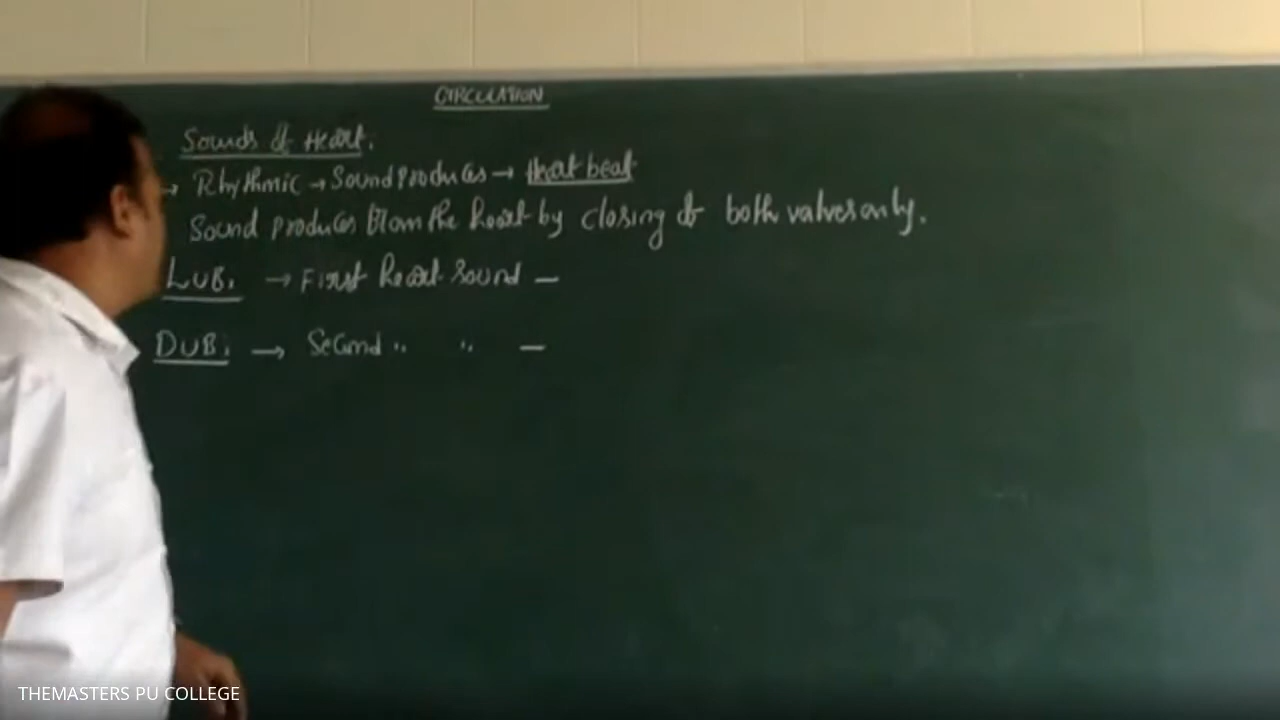 CIRCULATION
Sounds of Heart.
→ Rhythmic → Sound Produces → Heat beat
Sound produces from the heart by closing of both valves only.
LUB. → First heart Sound —
DUB. → Second " " —
THEMASTERS PU COLLEGE